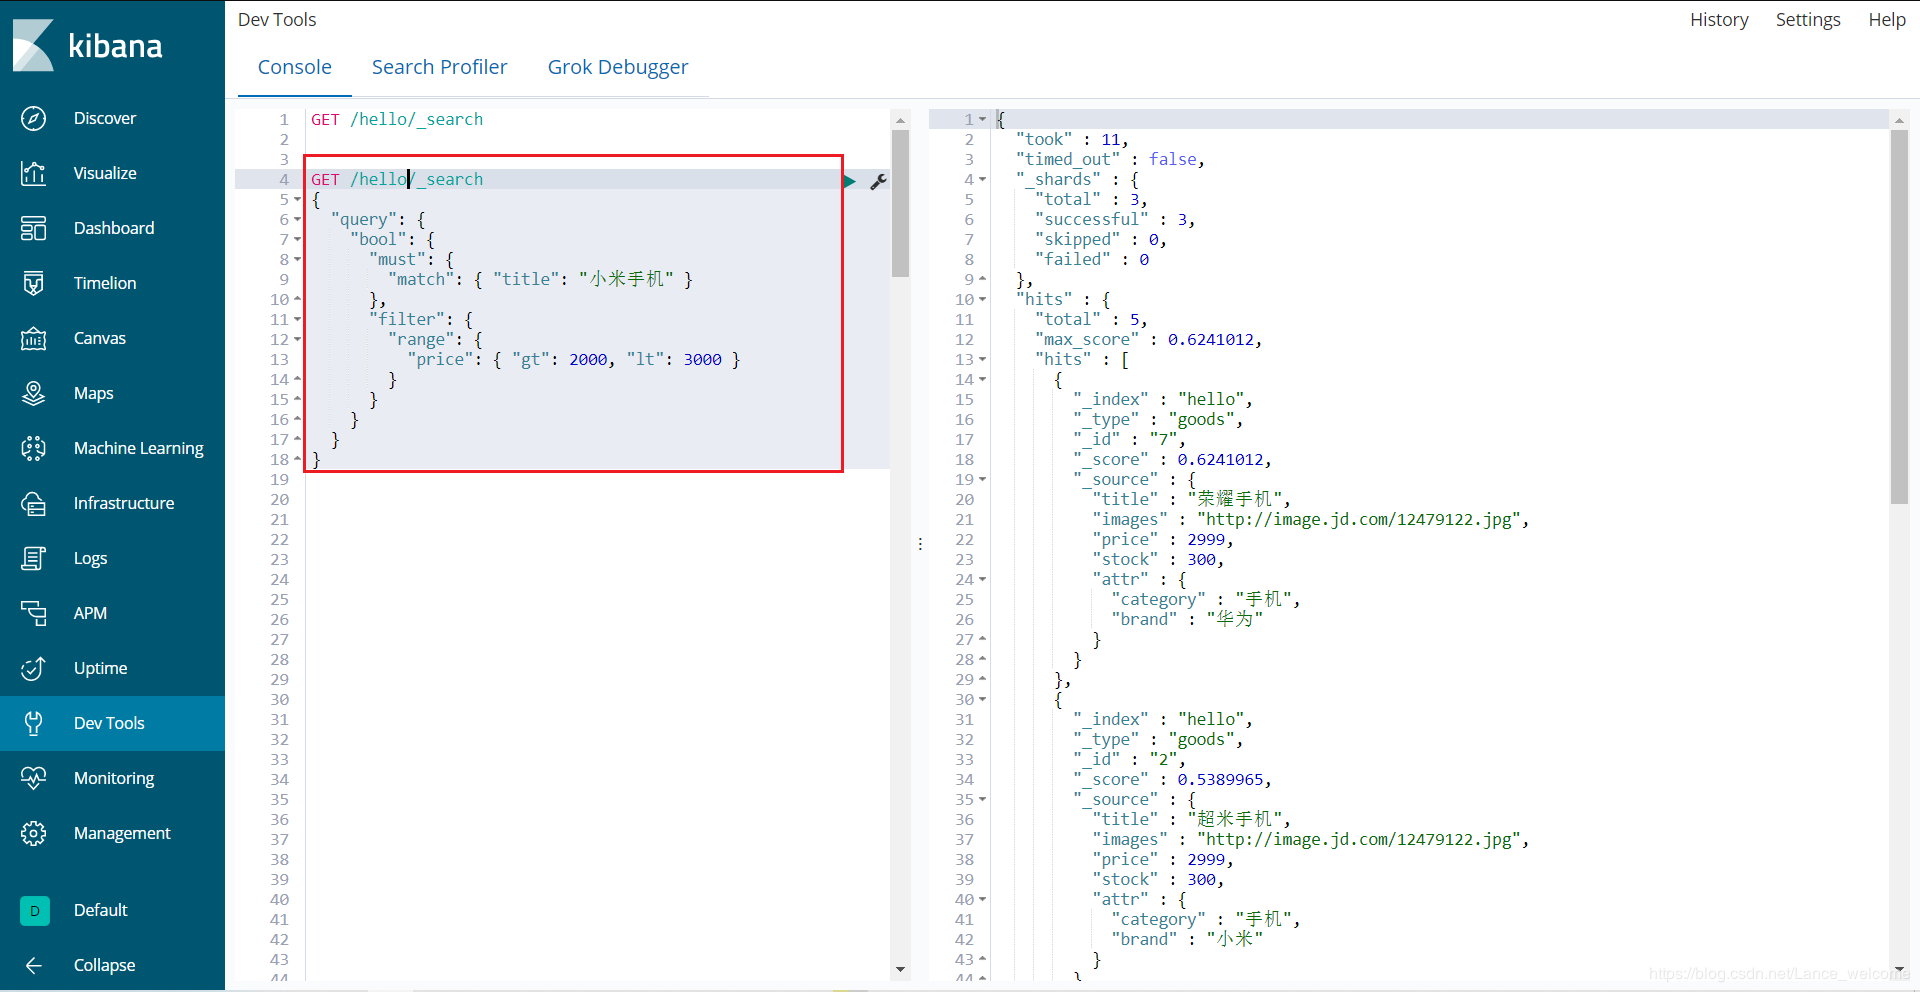 kibana
Discover
Visualize
Dashboard
Timelion
Canvas
Maps
Machine Learning
Infrastructure
Logs
APM
Uptime
Dev Tools
Monitoring
Management
D Default
Collapse
Dev Tools
History Settings Help
Console Search Profiler Grok Debugger
1 GET /hello/_search
2
3
4 GET /hello/_search
5 {
6 "query": {
7 "bool": {
8 "must": {
9 "match": { "title": "小米手机" }
10 },
11 "filter": {
12 "range": {
13 "price": { "gt": 2000, "lt": 3000 }
14 }
15 }
16 }
17 }
18 }
19
20
21
22
23
24
25
26
27
28
29
30
31
32
33
34
35
36
37
38
39
40
41
42
43
44
1 {
2 "took" : 11,
3 "timed_out" : false,
4 "_shards" : {
5 "total" : 3,
6 "successful" : 3,
7 "skipped" : 0,
8 "failed" : 0
9 },
10 "hits" : {
11 "total" : 5,
12 "max_score" : 0.6241012,
13 "hits" : [
14 {
15 "_index" : "hello",
16 "_type" : "goods",
17 "_id" : "7",
18 "_score" : 0.6241012,
19 "_source" : {
20 "title" : "荣耀手机",
21 "images" : "http://image.jd.com/12479122.jpg",
22 "price" : 2999,
23 "stock" : 300,
24 "attr" : {
25 "category" : "手机",
26 "brand" : "华为"
27 }
28 }
29 },
30 {
31 "_index" : "hello",
32 "_type" : "goods",
33 "_id" : "2",
34 "_score" : 0.5389965,
35 "_source" : {
36 "title" : "超米手机",
37 "images" : "http://image.jd.com/12479122.jpg",
38 "price" : 2999,
39 "stock" : 300,
40 "attr" : {
41 "category" : "手机",
42 "brand" : "小米"
43 }
44 }
https://blog.csdn.net/Lance_welcome